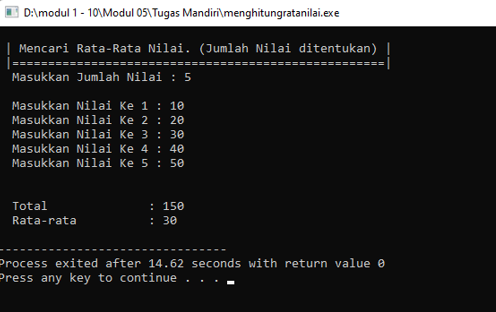 D:\modul 1 - 10\Modul 05\Tugas Mandiri\menghitungratanilai.exe
| Mencari Rata-Rata Nilai. (Jumlah Nilai ditentukan) |
|==================================================|
Masukkan Jumlah Nilai : 5
Masukkan Nilai Ke 1 : 10
Masukkan Nilai Ke 2 : 20
Masukkan Nilai Ke 3 : 30
Masukkan Nilai Ke 4 : 40
Masukkan Nilai Ke 5 : 50
Total : 150
Rata-rata : 30
--------------------------------
Process exited after 14.62 seconds with return value 0
Press any key to continue . . .